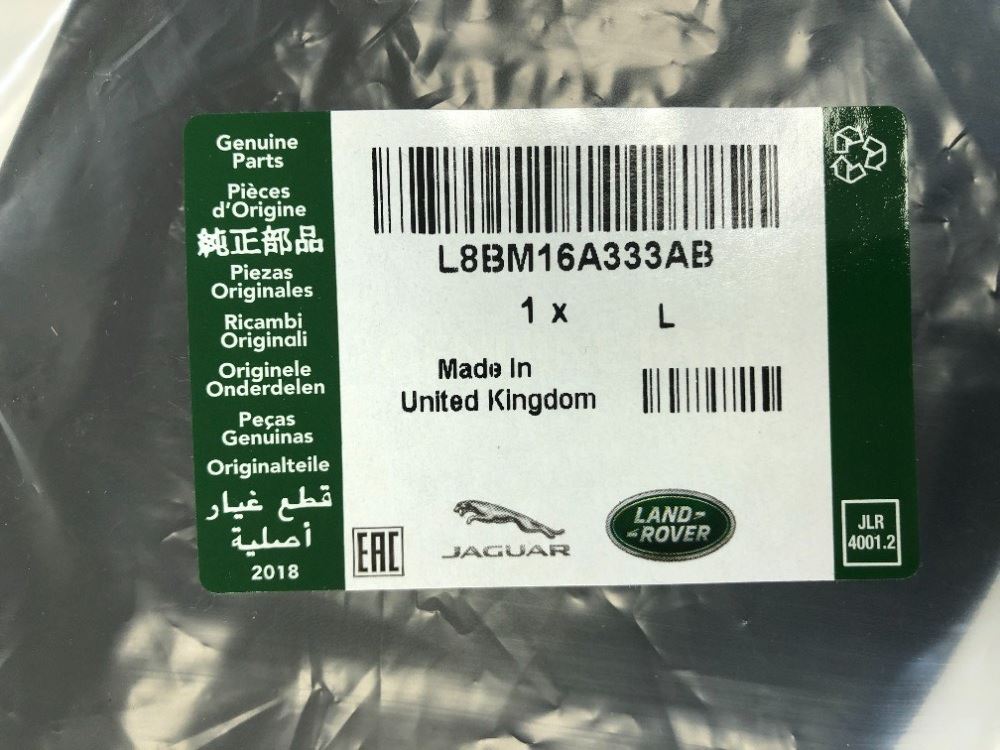 Genuine
Parts
Pièces
d'Origine
純正部品
Piezas
Originales
Ricambi
Originali
Originele
Onderdelen
Peças
Genuinas
Originalteile
قطع غيار
أصلية
2018
L8BM16A333AB
1 x L
Made In
United Kingdom
EAC
JAGUAR
LAND-
ROVER
JLR
4001.2